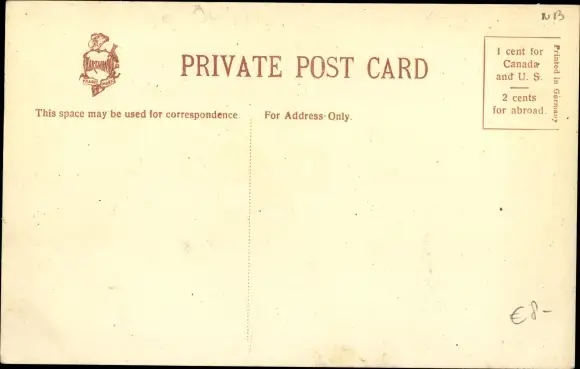 NB
PRIVATE POST CARD
1 cent for
Canada
and U. S.
2 cents
for abroad.
Printed in Germany
This space may be used for correspondence
For Address Only.
€8-